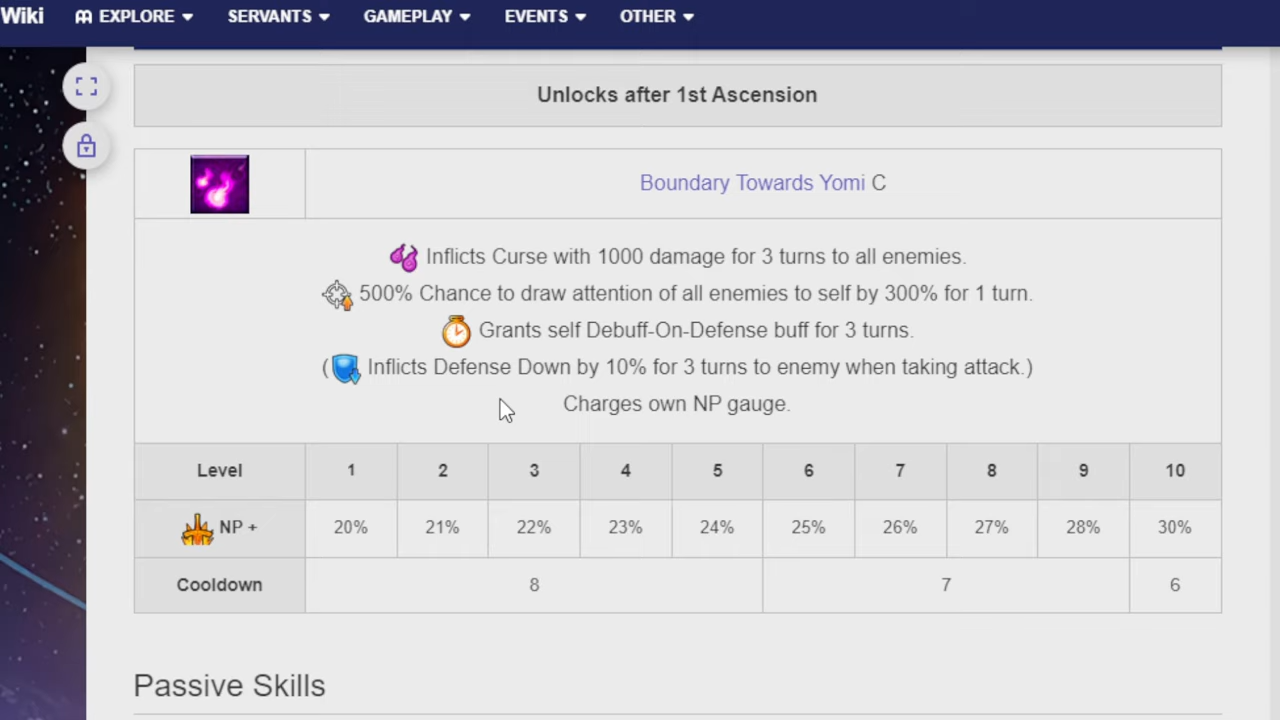 Wiki EXPLORE SERVANTS GAMEPLAY EVENTS OTHER
Unlocks after 1st Ascension
Boundary Towards Yomi C
Inflicts Curse with 1000 damage for 3 turns to all enemies.
500% Chance to draw attention of all enemies to self by 300% for 1 turn.
Grants self Debuff-On-Defense buff for 3 turns.
(Inflicts Defense Down by 10% for 3 turns to enemy when taking attack.)
Charges own NP gauge.
Level 1 2 3 4 5 6 7 8 9 10
NP + 20% 21% 22% 23% 24% 25% 26% 27% 28% 30%
Cooldown 8 7 6
Passive Skills